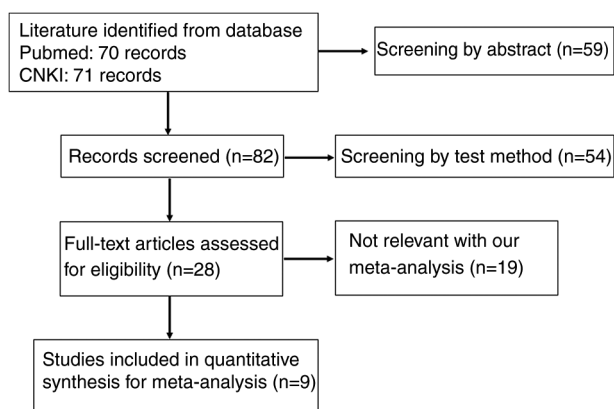 Literature identified from database
Pubmed: 70 records
CNKI: 71 records
Screening by abstract (n=59)
Records screened (n=82)
Screening by test method (n=54)
Full-text articles assessed
for eligibility (n=28)
Not relevant with our
meta-analysis (n=19)
Studies included in quantitative
synthesis for meta-analysis (n=9)